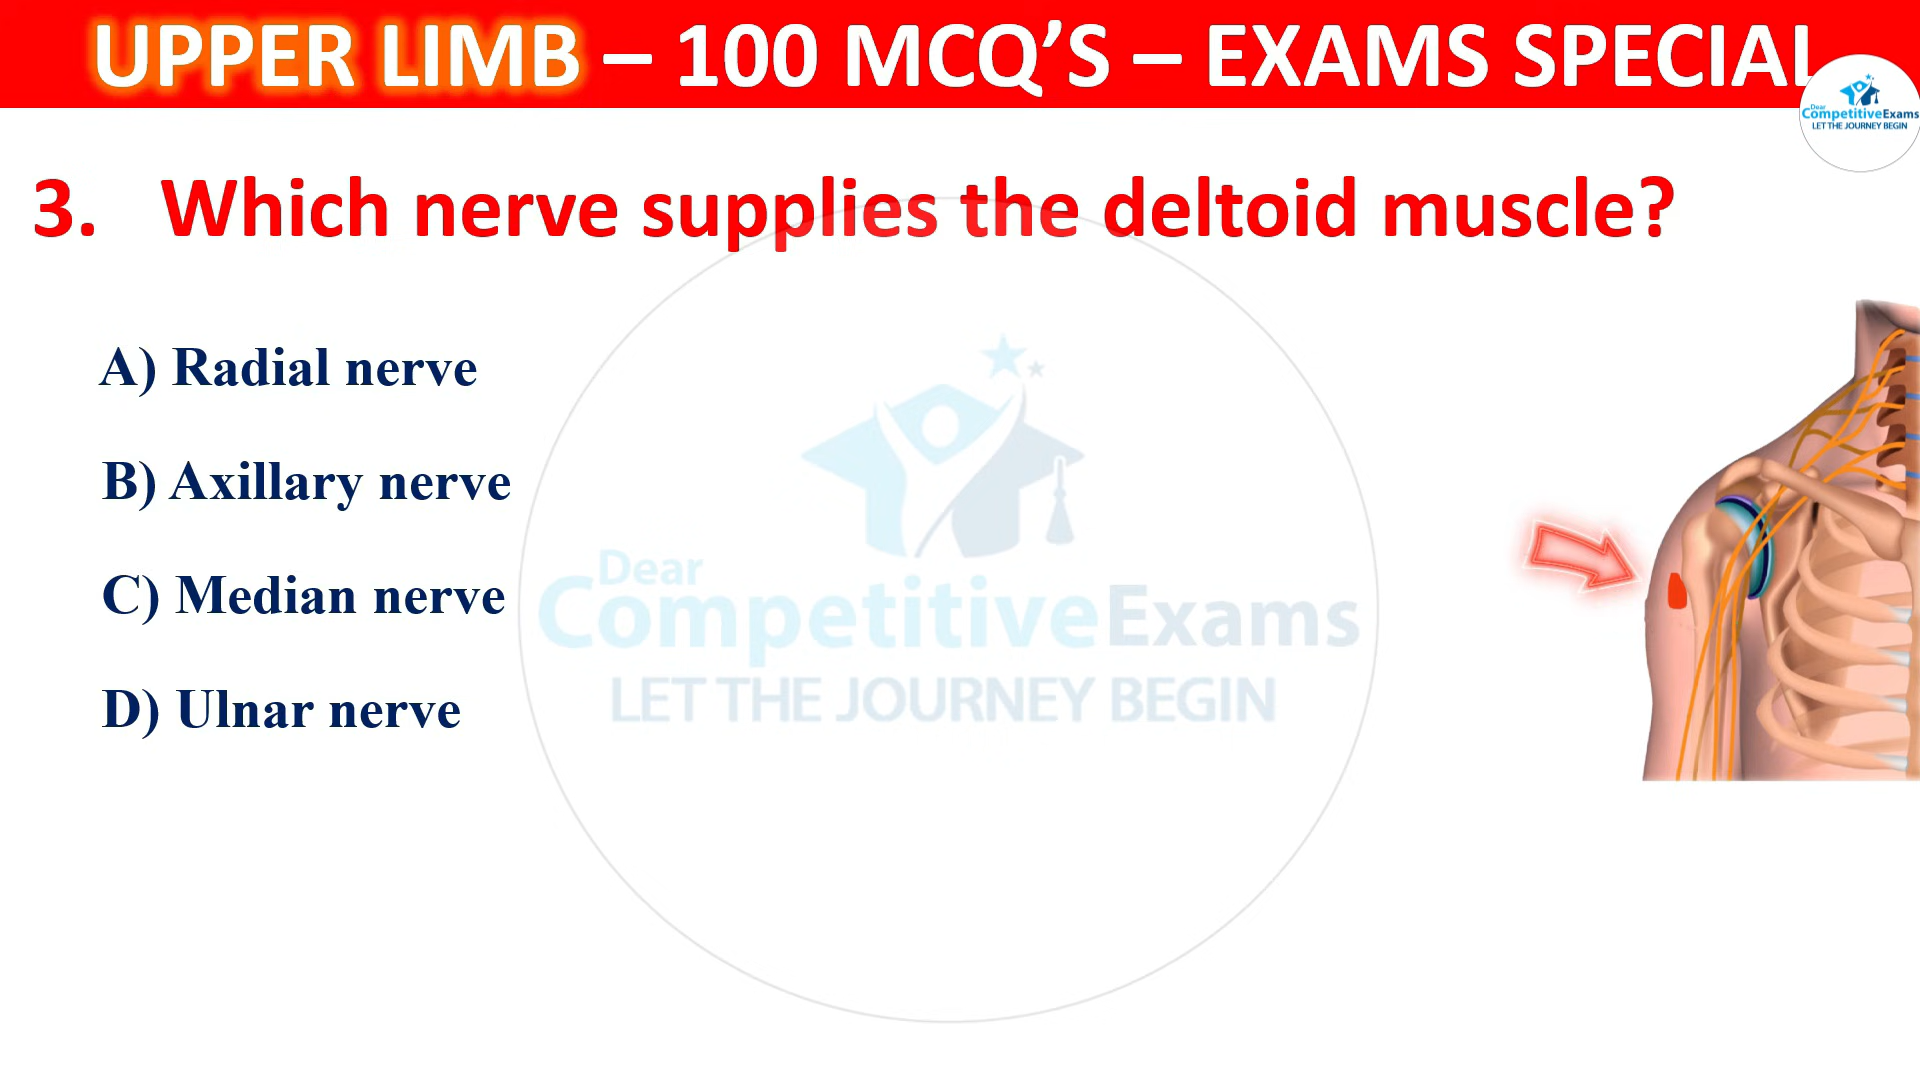 UPPER LIMB – 100 MCQ’S – EXAMS SPECIAL
Dear
CompetitiveExams
LET THE JOURNEY BEGIN
3. Which nerve supplies the deltoid muscle?
A) Radial nerve
B) Axillary nerve
C) Median nerve
D) Ulnar nerve
Dear
CompetitiveExams
LET THE JOURNEY BEGIN